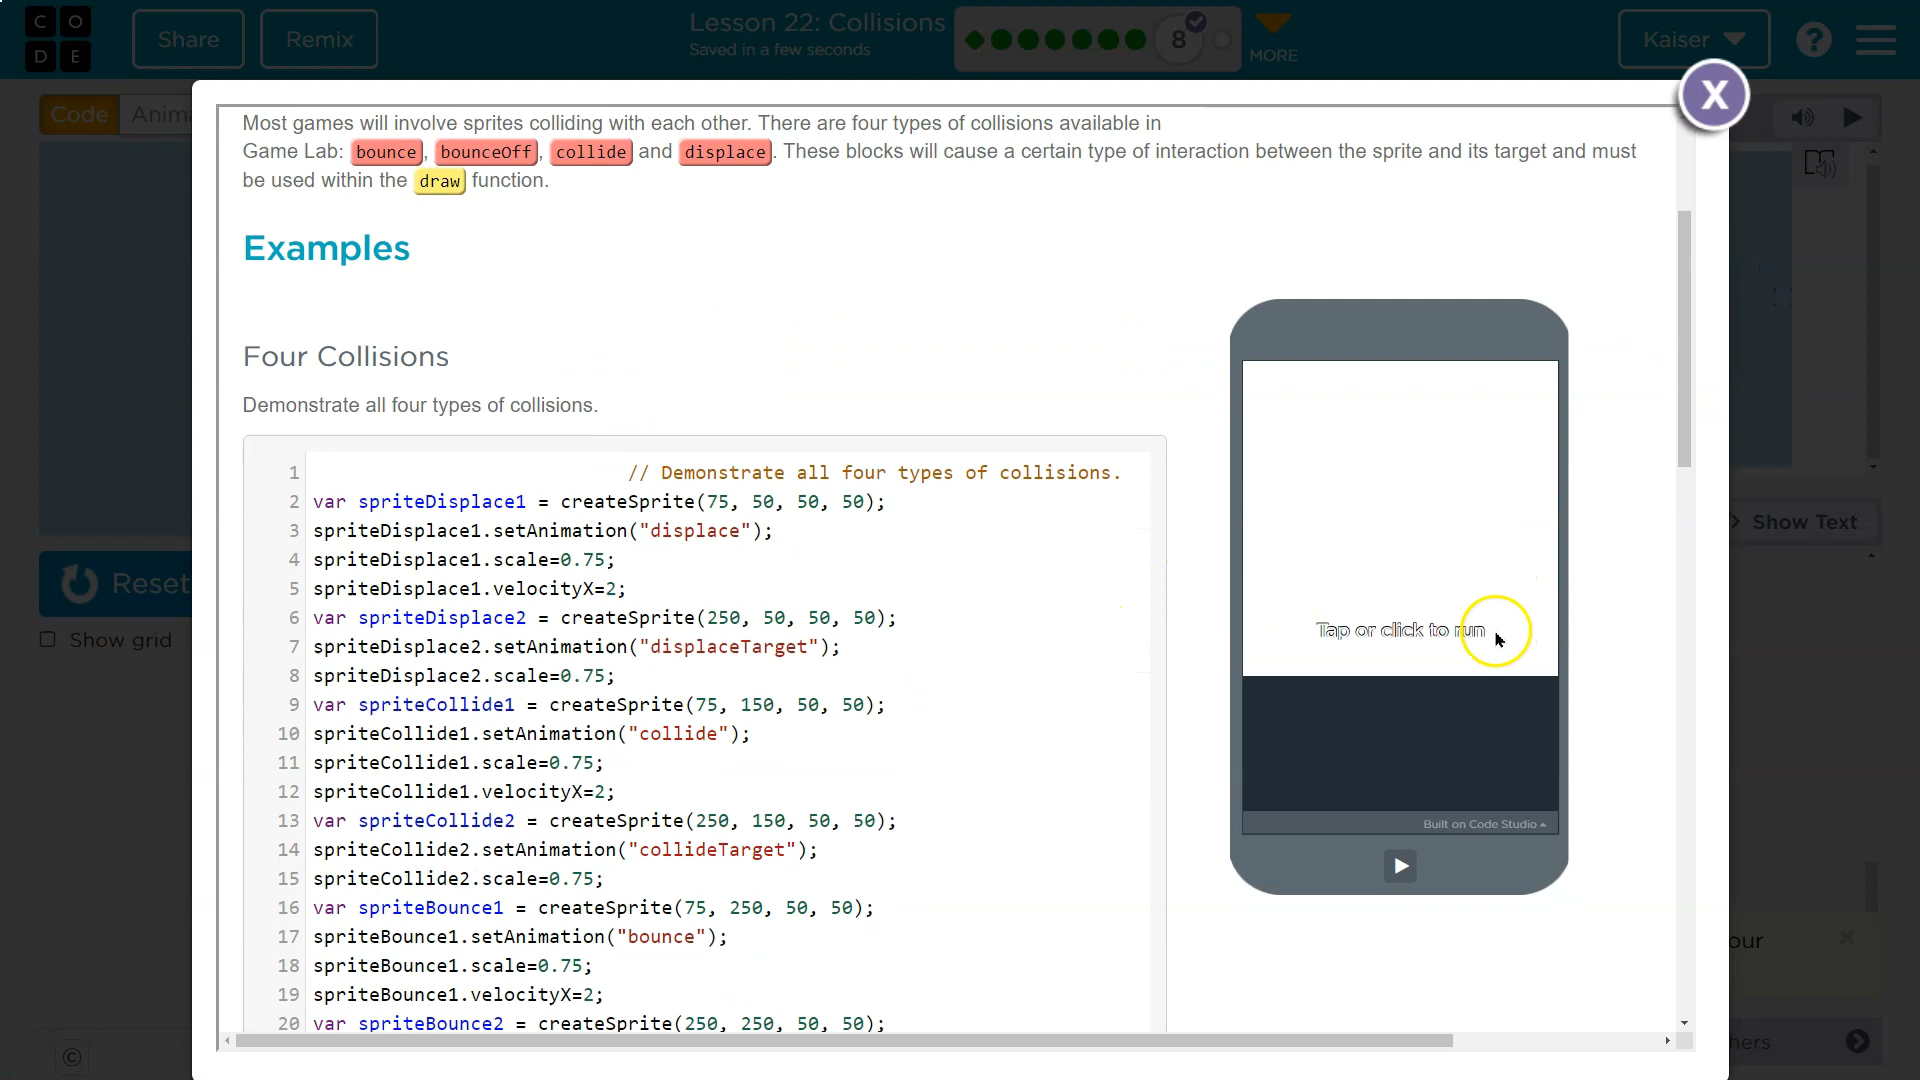 C O D E
Share
Remix
Lesson 22: Collisions
Saved in a few seconds
8
MORE
Kaiser
?
Code
Anima
X
Most games will involve sprites colliding with each other. There are four types of collisions available in
Game Lab: bounce, bounceOff, collide and displace. These blocks will cause a certain type of interaction between the sprite and its target and must
be used within the draw function.
Examples
Four Collisions
Demonstrate all four types of collisions.
1 // Demonstrate all four types of collisions.
2 var spriteDisplace1 = createSprite(75, 50, 50, 50);
3 spriteDisplace1.setAnimation("displace");
4 spriteDisplace1.scale=0.75;
5 spriteDisplace1.velocityX=2;
6 var spriteDisplace2 = createSprite(250, 50, 50, 50);
7 spriteDisplace2.setAnimation("displaceTarget");
8 spriteDisplace2.scale=0.75;
9 var spriteCollide1 = createSprite(75, 150, 50, 50);
10 spriteCollide1.setAnimation("collide");
11 spriteCollide1.scale=0.75;
12 spriteCollide1.velocityX=2;
13 var spriteCollide2 = createSprite(250, 150, 50, 50);
14 spriteCollide2.setAnimation("collideTarget");
15 spriteCollide2.scale=0.75;
16 var spriteBounce1 = createSprite(75, 250, 50, 50);
17 spriteBounce1.setAnimation("bounce");
18 spriteBounce1.scale=0.75;
19 spriteBounce1.velocityX=2;
20 var spriteBounce2 = createSprite(250, 250, 50, 50);
Tap or click to run
Built on Code Studio
Reset
Show grid
Show Text
our
hers
©